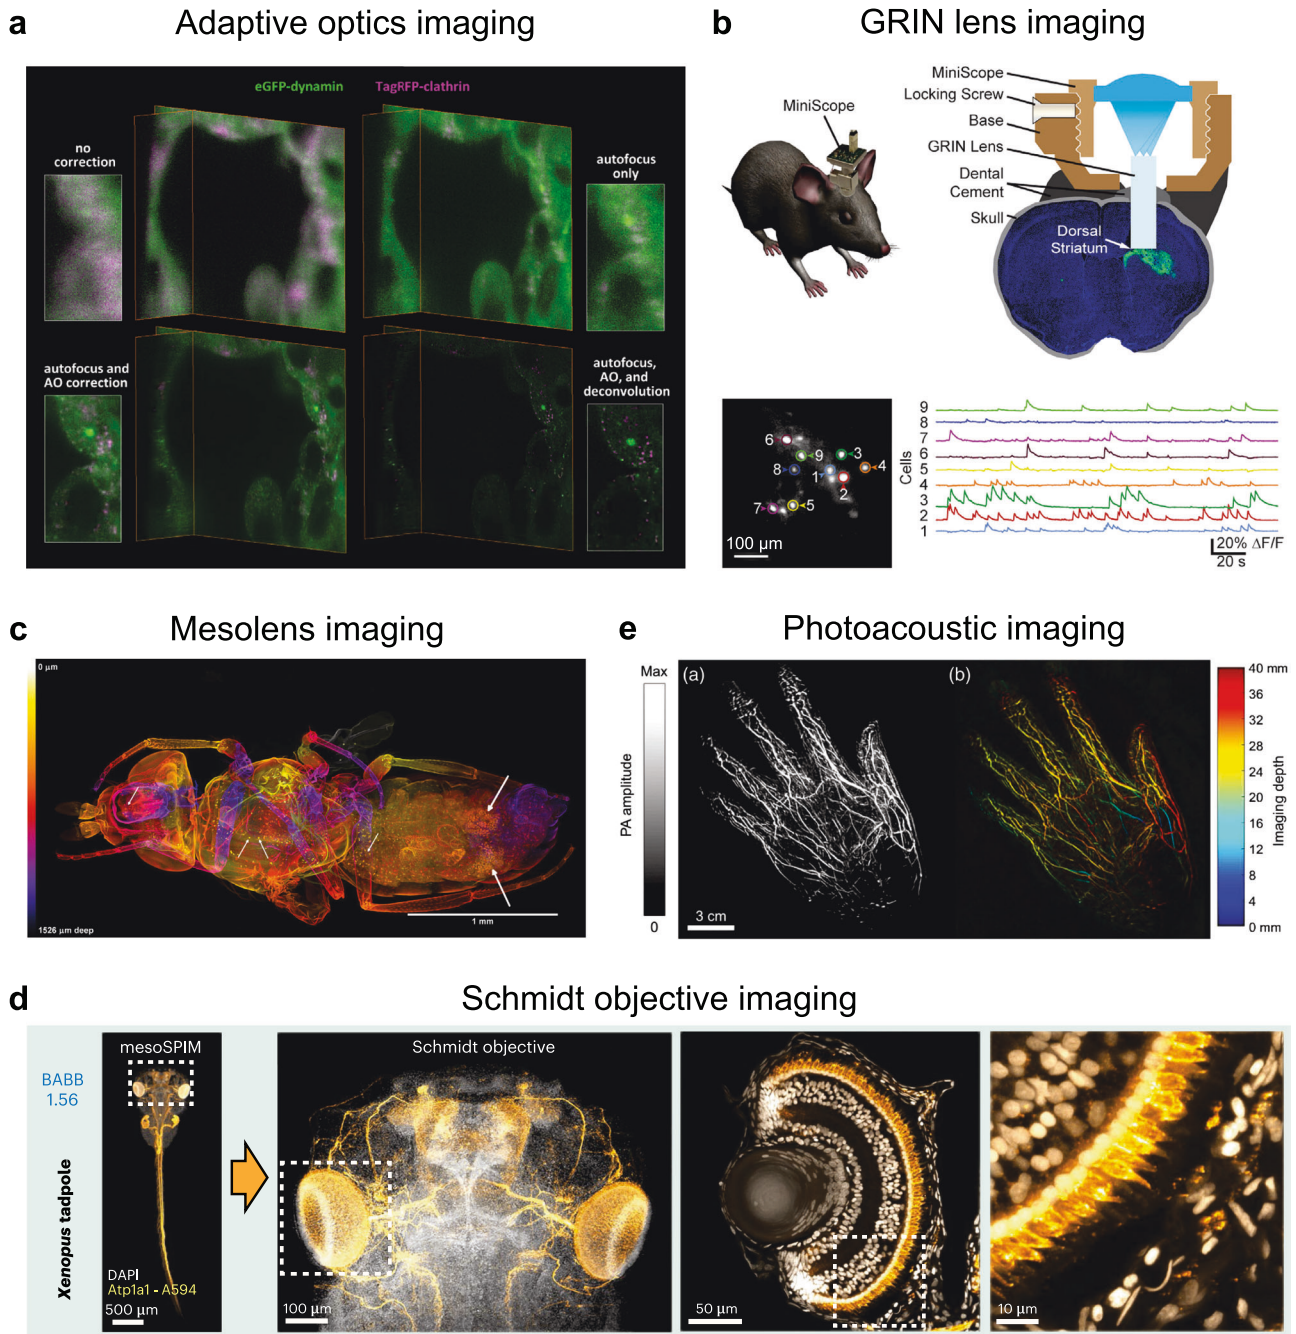 a Adaptive optics imaging
eGFP-dynamin TagRFP-clathrin
no
correction
autofocus
only
autofocus and
AO correction
autofocus,
AO, and
deconvolution
b GRIN lens imaging
MiniScope
MiniScope
Locking Screw
Base
GRIN Lens
Dental
Cement
Skull
Dorsal
Striatum
6
9
3
8
1
4
2
7
5
100 µm
Cells
9
8
7
6
5
4
3
2
1
20% ΔF/F
20 s
c Mesolens imaging
0 µm
1526 µm deep
1 mm
e Photoacoustic imaging
Max
PA amplitude
0
(a)
3 cm
(b)
40 mm
36
32
28
24
20
16
12
8
4
0 mm
Imaging depth
d Schmidt objective imaging
BABB
1.56
Xenopus tadpole
mesoSPIM
DAPI
Atp1a1 - A594
500 µm
Schmidt objective
100 µm
50 µm
10 µm